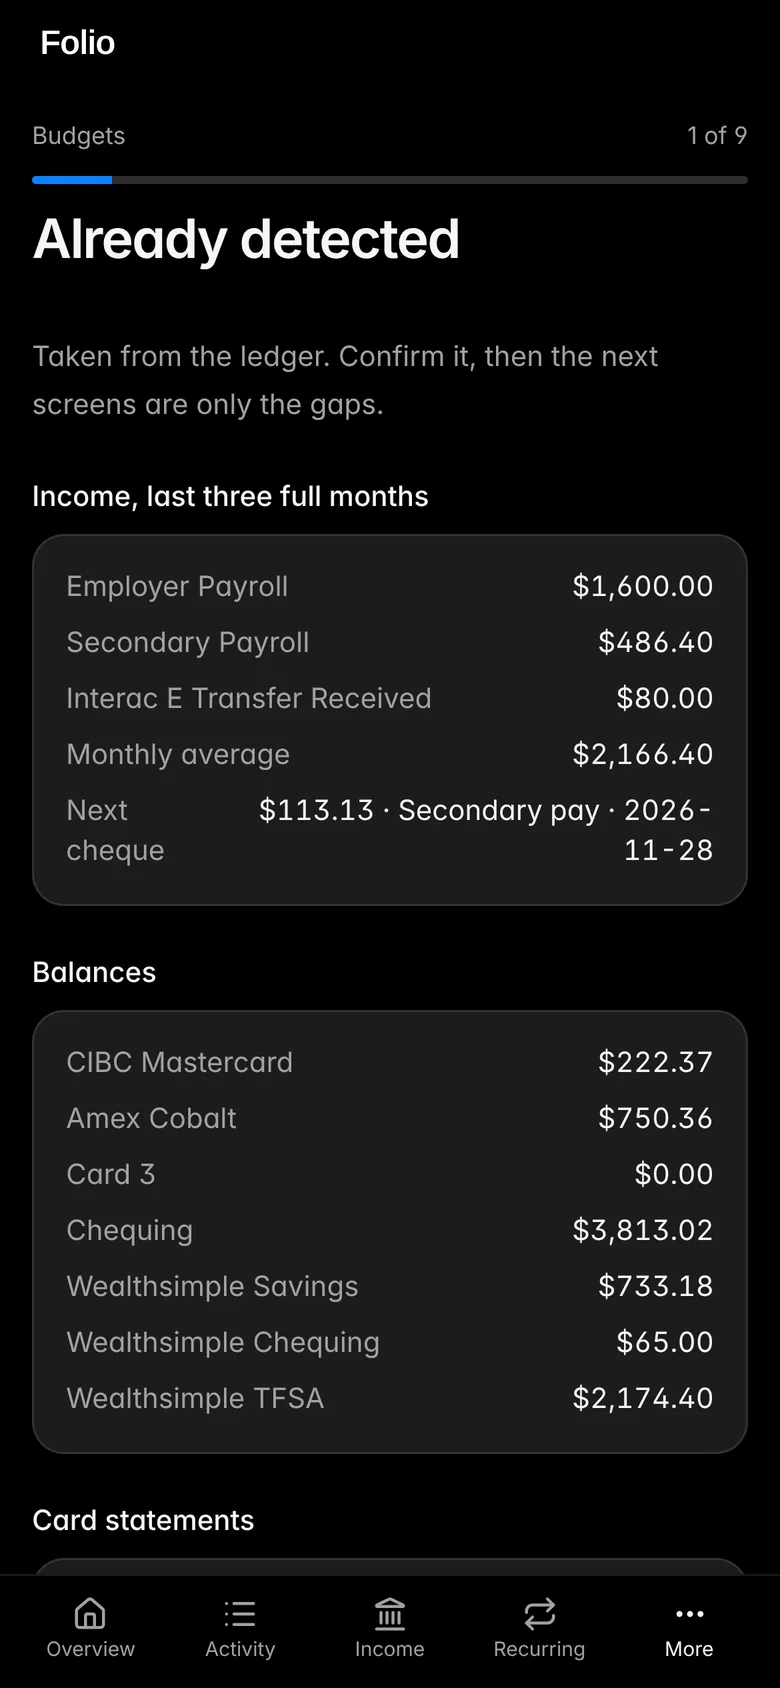 Folio
Budgets 1 of 9
Already detected
Taken from the ledger. Confirm it, then the next
screens are only the gaps.
Income, last three full months
Employer Payroll $1,600.00
Secondary Payroll $486.40
Interac E Transfer Received $80.00
Monthly average $2,166.40
Next $113.13 · Secondary pay · 2026-
cheque 11-28
Balances
CIBC Mastercard $222.37
Amex Cobalt $750.36
Card 3 $0.00
Chequing $3,813.02
Wealthsimple Savings $733.18
Wealthsimple Chequing $65.00
Wealthsimple TFSA $2,174.40
Card statements
Overview Activity Income Recurring More